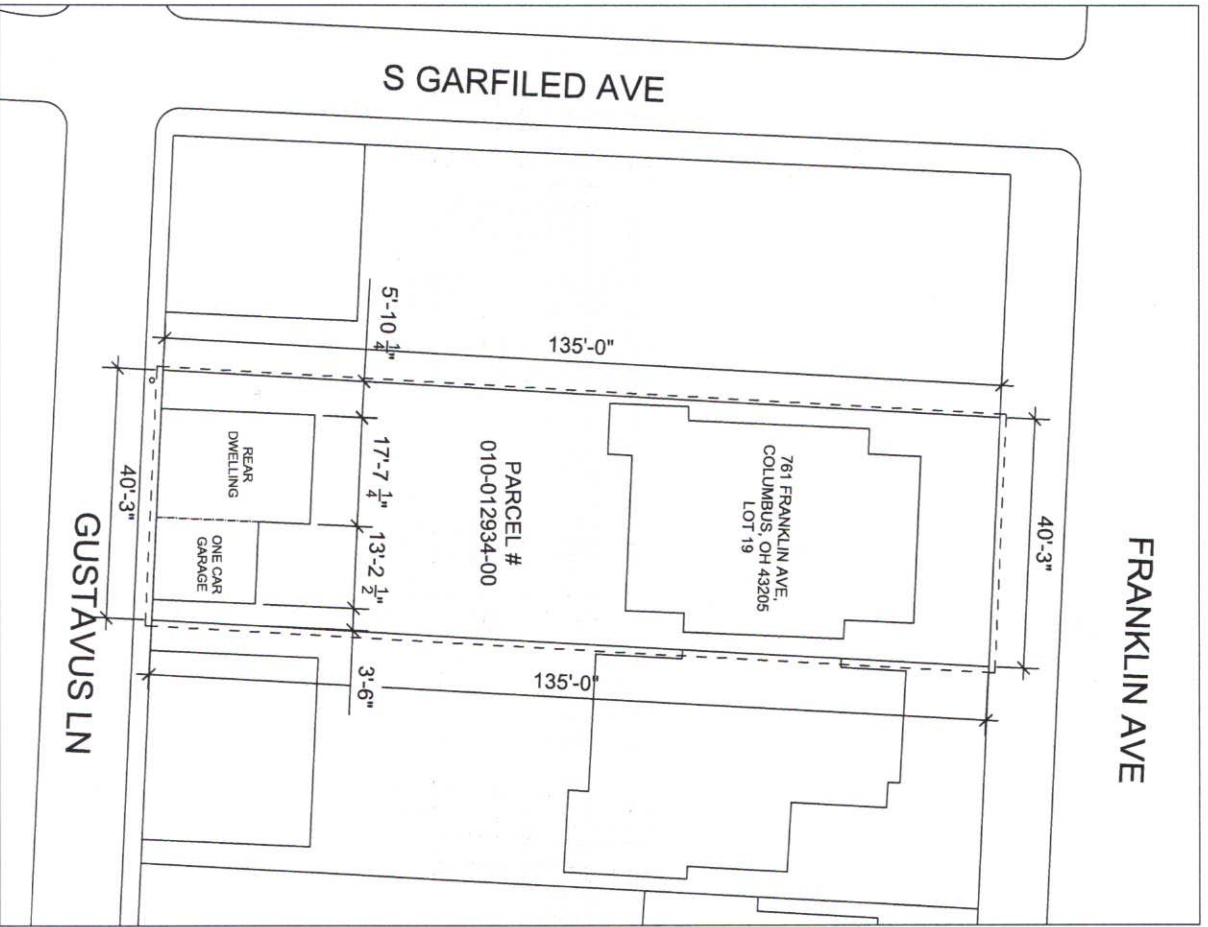 S GARFILED AVE
FRANKLIN AVE
40'-3"
135'-0"
761 FRANKLIN AVE,
COLUMBUS, OH 43205
LOT 19
PARCEL #
010-012934-00
135'-0"
5'-10 1/4"
17'-7 1/4"
13'-2 1/2"
3'-6"
REAR
DWELLING
ONE CAR
GARAGE
40'-3"
GUSTAVUS LN